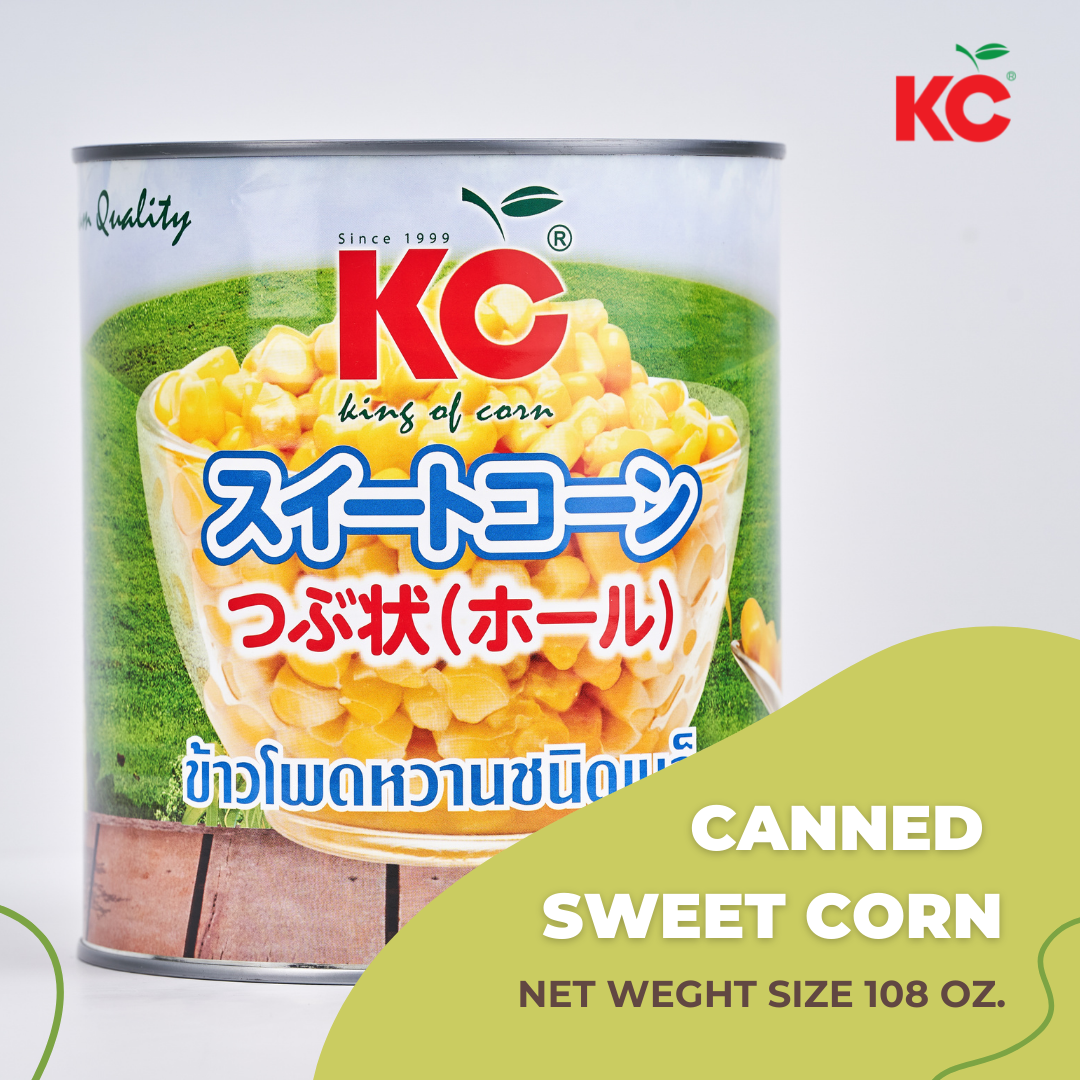 KC®
Quality
Since 1999
KC®
king of corn
スイートコーン
つぶ状(ホール)
ข้าวโพดหวานชนิด
CANNED
SWEET CORN
NET WEGHT SIZE 108 OZ.